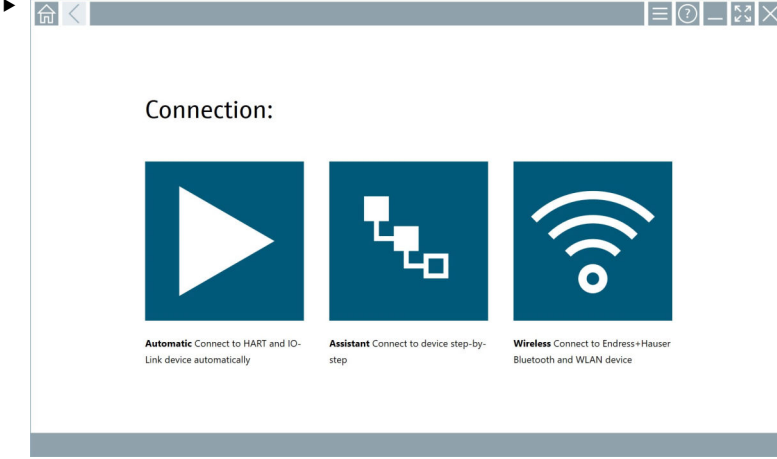 Connection:
Automatic Connect to HART and IO-
Link device automatically
Assistant Connect to device step-by-
step
Wireless Connect to Endress+Hauser
Bluetooth and WLAN device